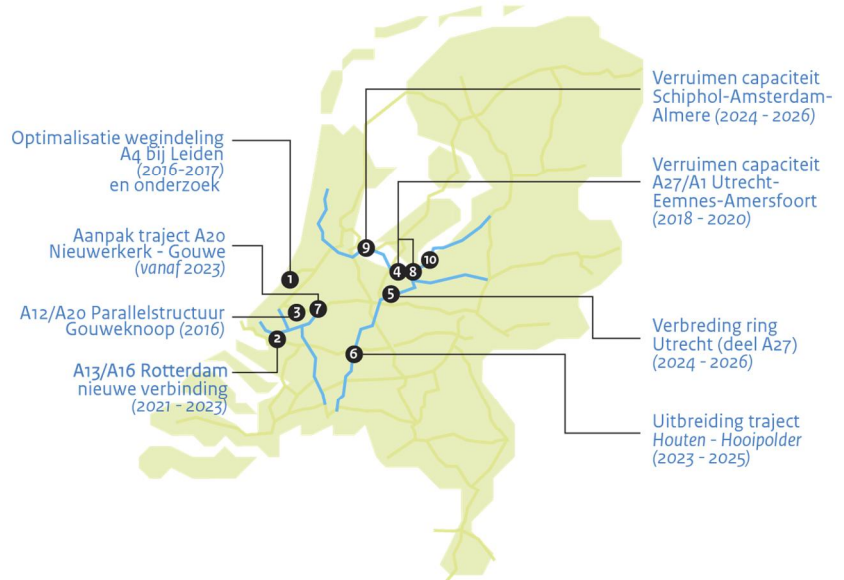 Optimalisatie wegindeling
A4 bij Leiden
(2016-2017)
en onderzoek
Aanpak traject A20
Nieuwerkerk - Gouwe
(vanaf 2023)
A12/A20 Parallelstructuur
Gouweknoop (2016)
A13/A16 Rotterdam
nieuwe verbinding
(2021 - 2023)
Verruimen capaciteit
Schiphol-Amsterdam-
Almere (2024 - 2026)
Verruimen capaciteit
A27/A1 Utrecht-
Eemnes-Amersfoort
(2018 - 2020)
Verbreding ring
Utrecht (deel A27)
(2024 - 2026)
Uitbreiding traject
Houten - Hooipolder
(2023 - 2025)
9
10
4
8
1
5
3
7
2
6